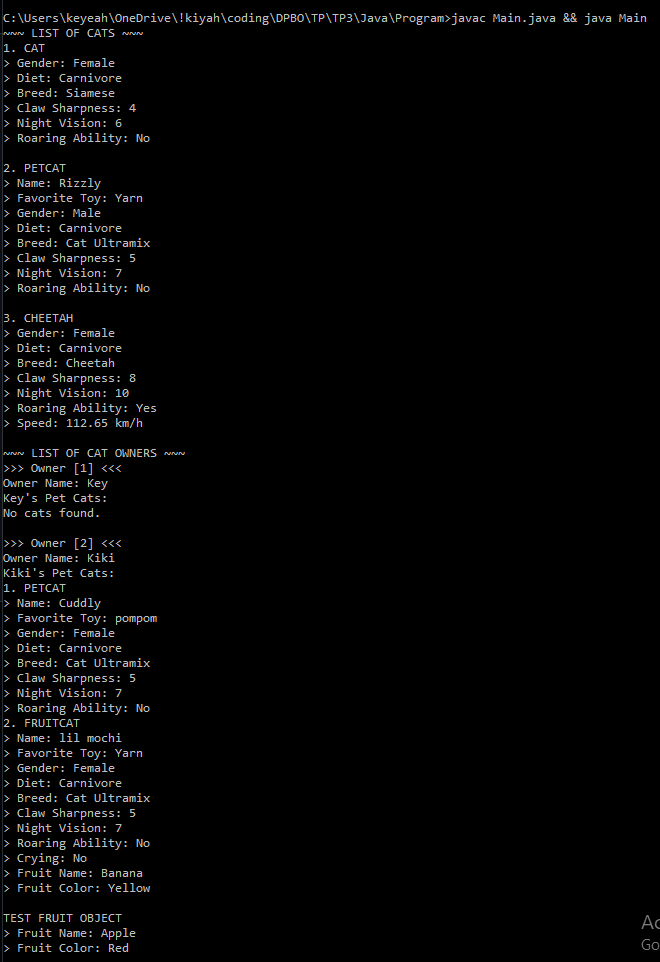 C:\Users\keyeah\OneDrive\!kiyah\coding\DPBO\TP\TP3\Java\Program>javac Main.java && java Main
~~~ LIST OF CATS ~~~
1. CAT
> Gender: Female
> Diet: Carnivore
> Breed: Siamese
> Claw Sharpness: 4
> Night Vision: 6
> Roaring Ability: No
2. PETCAT
> Name: Rizzly
> Favorite Toy: Yarn
> Gender: Male
> Diet: Carnivore
> Breed: Cat Ultramix
> Claw Sharpness: 5
> Night Vision: 7
> Roaring Ability: No
3. CHEETAH
> Gender: Female
> Diet: Carnivore
> Breed: Cheetah
> Claw Sharpness: 8
> Night Vision: 10
> Roaring Ability: Yes
> Speed: 112.65 km/h
~~~ LIST OF CAT OWNERS ~~~
>>> Owner [1] <<<
Owner Name: Key
Key's Pet Cats:
No cats found.
>>> Owner [2] <<<
Owner Name: Kiki
Kiki's Pet Cats:
1. PETCAT
> Name: Cuddly
> Favorite Toy: pompom
> Gender: Female
> Diet: Carnivore
> Breed: Cat Ultramix
> Claw Sharpness: 5
> Night Vision: 7
> Roaring Ability: No
2. FRUITCAT
> Name: lil mochi
> Favorite Toy: Yarn
> Gender: Female
> Diet: Carnivore
> Breed: Cat Ultramix
> Claw Sharpness: 5
> Night Vision: 7
> Roaring Ability: No
> Crying: No
> Fruit Name: Banana
> Fruit Color: Yellow
TEST FRUIT OBJECT
> Fruit Name: Apple
> Fruit Color: Red
Go